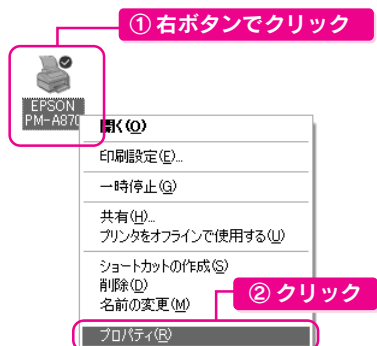 ① 右ボタンでクリック
EPSON
PM-A870
開く(O)
印刷設定(E)...
一時停止(G)
共有(H)...
プリンタをオフラインで使用する(U)
ショートカットの作成(S)
削除(D)
名前の変更(M)
② クリック
プロパティ(R)